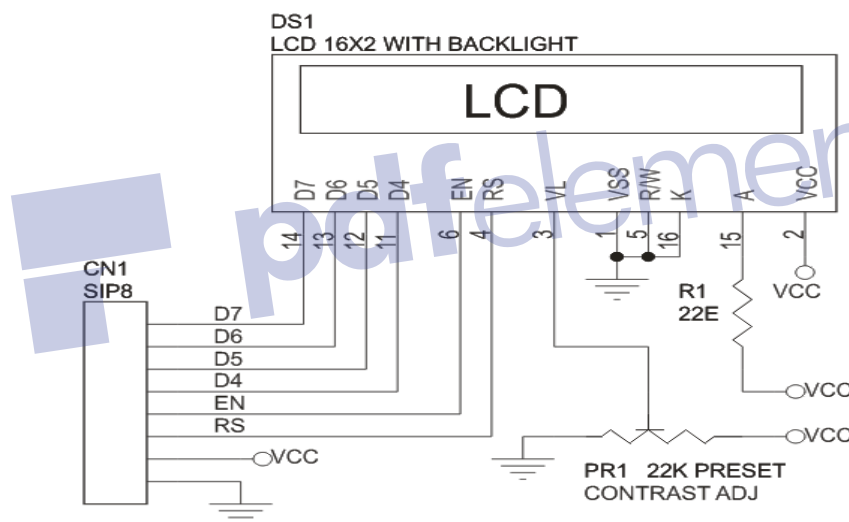 DS1
LCD 16X2 WITH BACKLIGHT
LCD
D7 D6 D5 D4 EN RS V/L VSS R/W K A VCC
14 13 12 11 6 4 3 1 5 16 15 2
pdfelemen
CN1
SIP8
R1
22E
VCC
D7
D6
D5
D4
EN
RS
VCC
VCC
VCC
PR1 22K PRESET
CONTRAST ADJ